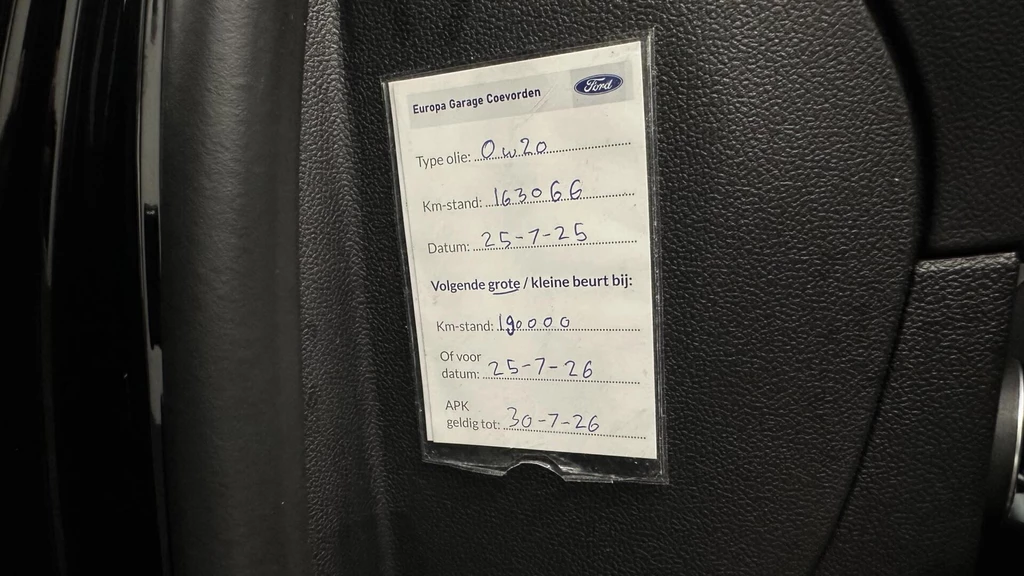 Europa Garage Coevorden
Ford
Type olie: 0w20
Km-stand: 163066
Datum: 25-7-25
Volgende grote / kleine beurt bij:
Km-stand: 190000
Of voor
datum: 25-7-26
APK
geldig tot: 30-7-26